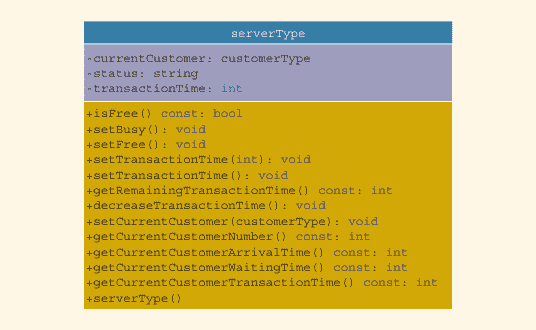 serverType
-currentCustomer: customerType
-status: string
-transactionTime: int
+isFree() const: bool
+setBusy(): void
+setFree(): void
+setTransactionTime(int): void
+setTransactionTime(): void
+getRemainingTransactionTime() const: int
+decreaseTransactionTime(): void
+setCurrentCustomer(customerType): void
+getCurrentCustomerNumber() const: int
+getCurrentCustomerArrivalTime() const: int
+getCurrentCustomerWaitingTime() const: int
+getCurrentCustomerTransactionTime() const: int
+serverType()